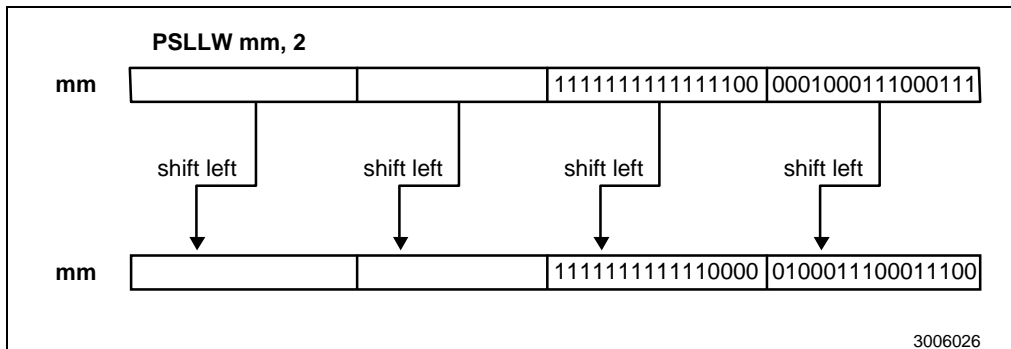 PSLLW mm, 2
mm 1111111111111100 0001000111000111
shift left shift left shift left shift left
mm 1111111111110000 0100011100011100
3006026